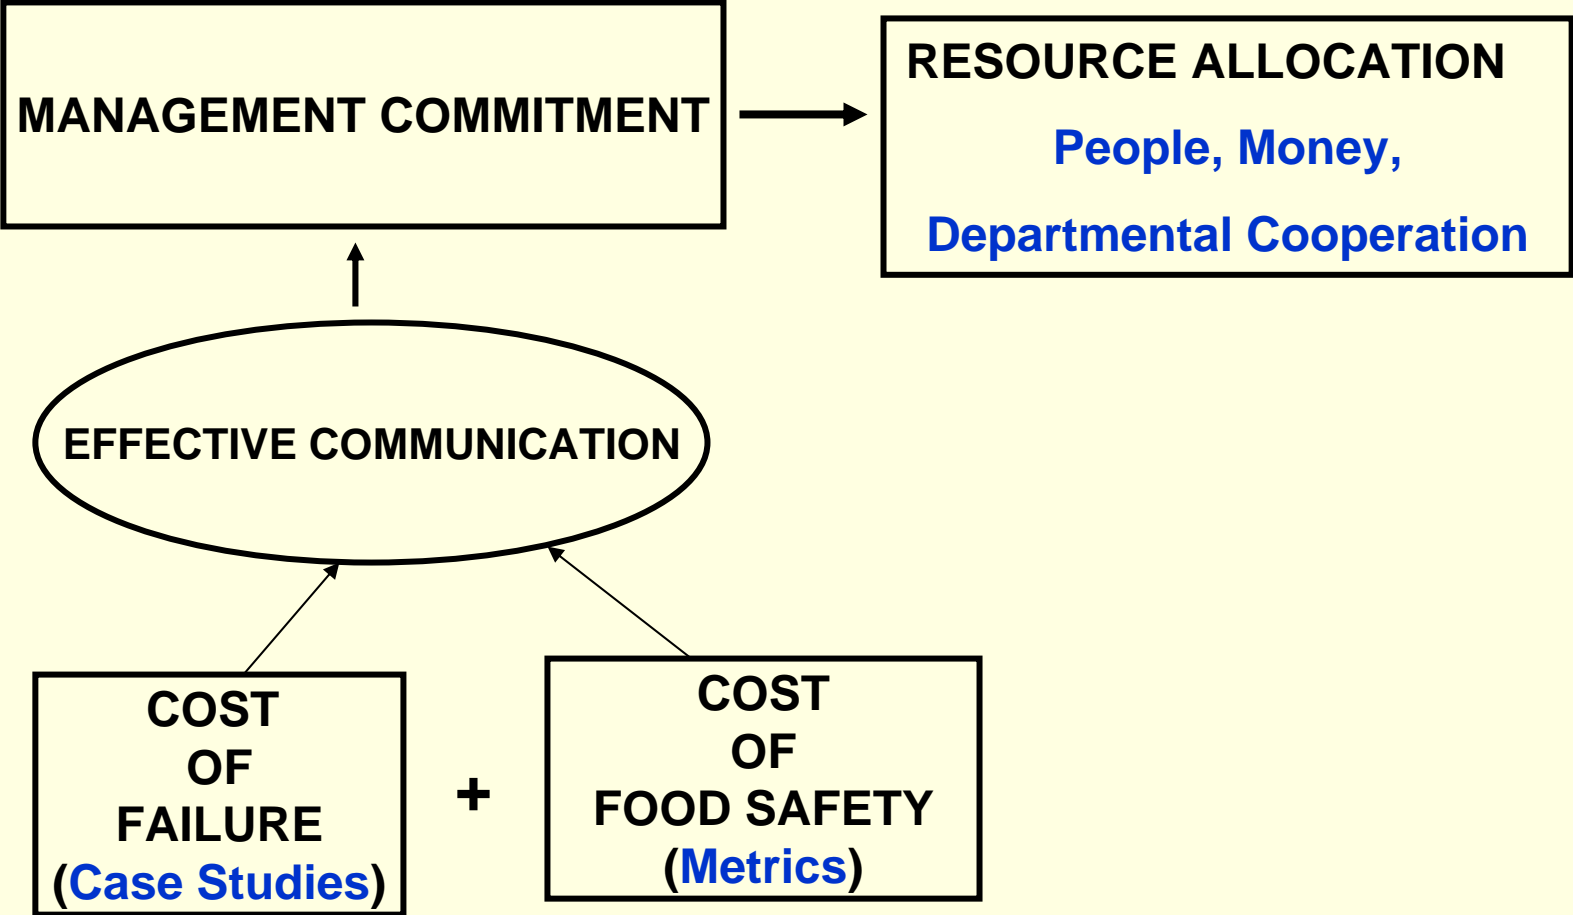 MANAGEMENT COMMITMENT
RESOURCE ALLOCATION
People, Money,
Departmental Cooperation
EFFECTIVE COMMUNICATION
COST
OF
FAILURE
(Case Studies)
+
COST
OF
FOOD SAFETY
(Metrics)